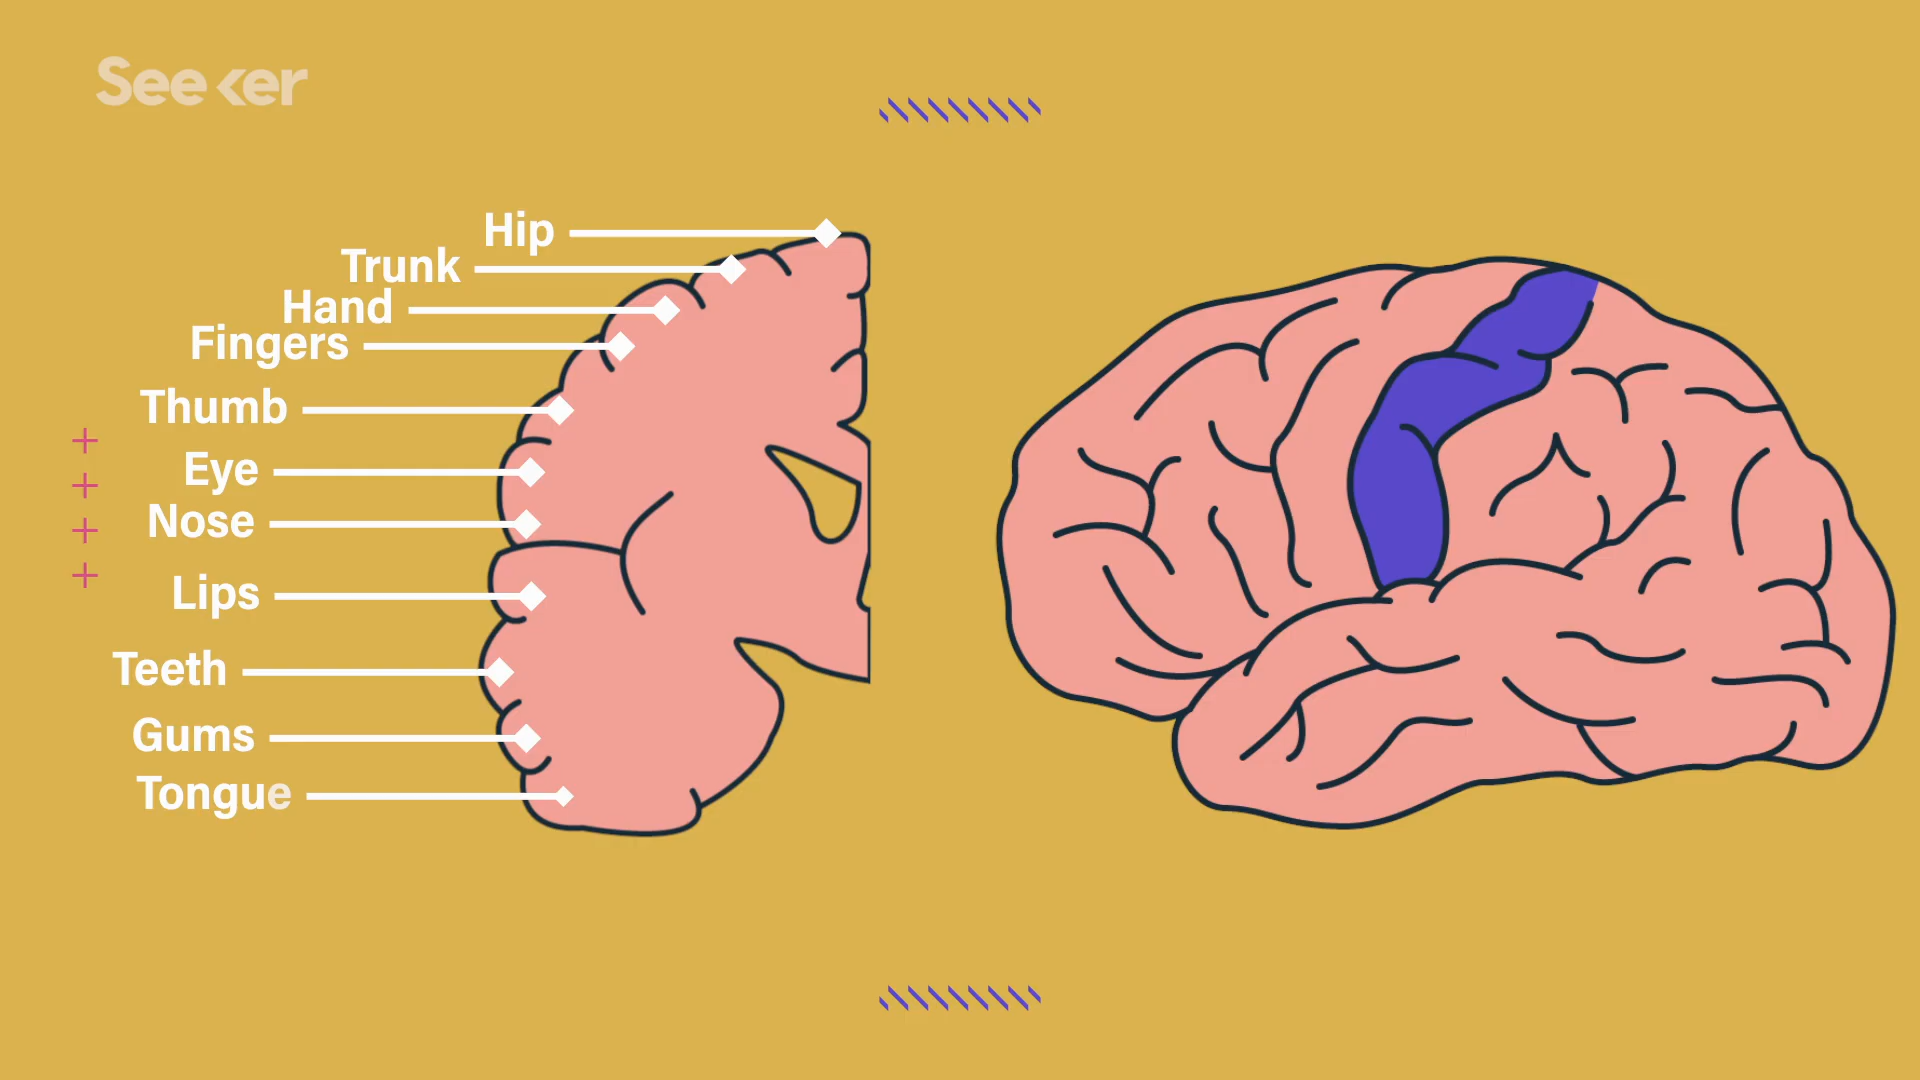 Seeker
Hip
Trunk
Hand
Fingers
Thumb
Eye
Nose
Lips
Teeth
Gums
Tongue